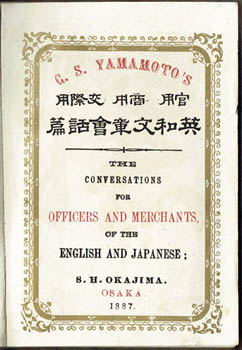 G. S. YAMAMOTO'S
官用 商用 交際用
英和文章會話篇
THE
CONVERSATIONS
FOR
OFFICERS AND MERCHANTS,
OF THE
ENGLISH AND JAPANESE;
S. H. OKAJIMA.
OSAKA.
1887.